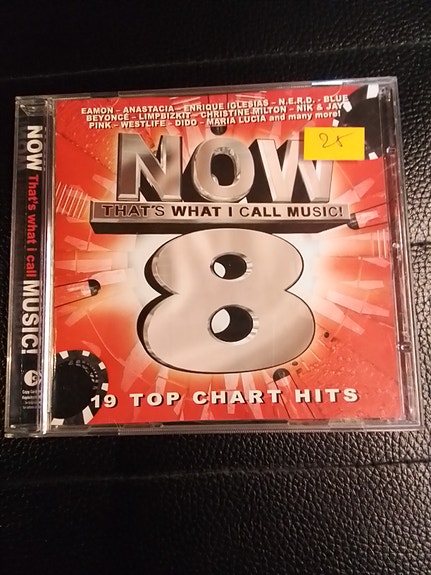 EAMON – ANASTACIA – ENRIQUE IGLESIAS – N.E.R.D. - BLUE
BEYONCÉ – LIMPBIZKIT – CHRISTINE MILTON – NIK & JAY
PINK – WESTLIFE – DIDO – MARIA LUCIA and many more!
25
NOW
THAT'S WHAT I CALL MUSIC!
8
19 TOP CHART HITS
NOW That's what i call MUSIC!